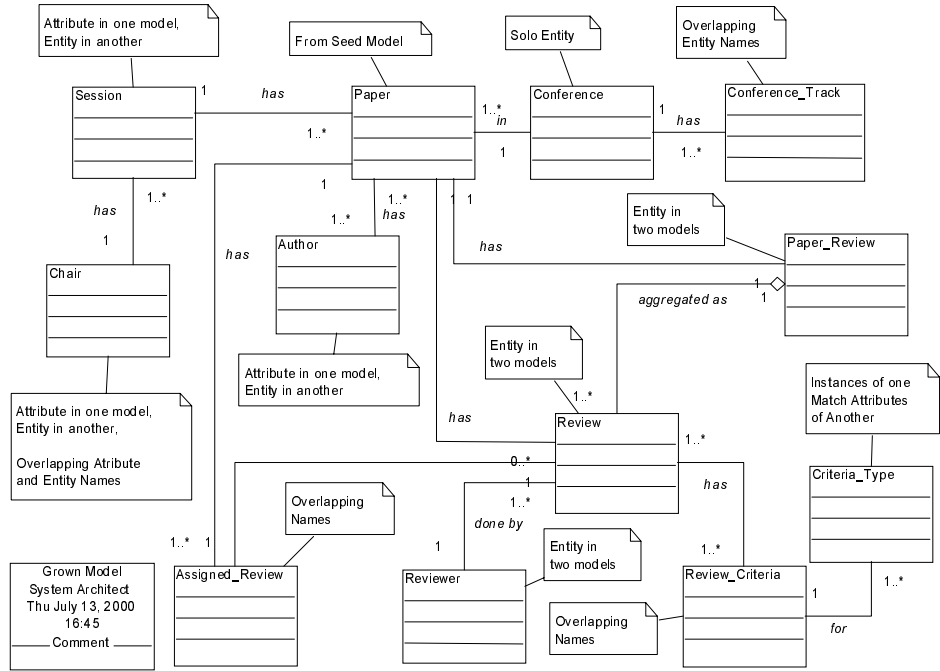 Attribute in one model,
Entity in another
From Seed Model
Solo Entity
Overlapping
Entity Names
Session
1
has
Paper
1..*
1..*
in
1
Conference
1
has
1..*
Conference_Track
1..*
has
1
1
has
1..*
1..*
has
1
1
has
Entity in
two models
Paper_Review
1
1
aggregated as
Chair
Author
Attribute in one model,
Entity in another
Attribute in one model,
Entity in another,
Overlapping Atribute
and Entity Names
Entity in
two models
1..*
has
Review
1..*
Instances of one
Match Attributes
of Another
Criteria_Type
0..*
1
1..*
done by
has
Overlapping
Names
1..*
1
1
1..*
Entity in
two models
1..*
Grown Model
System Architect
Thu July 13, 2000
16:45
Comment
Assigned_Review
Reviewer
Overlapping
Names
Review_Criteria
1
for